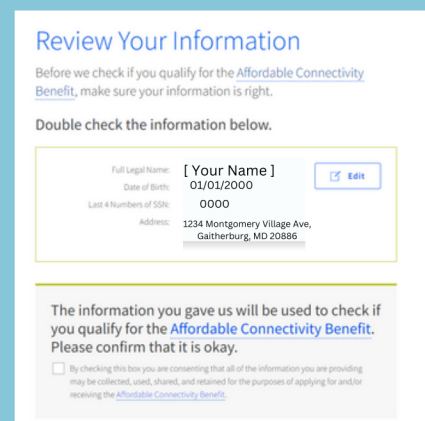 Review Your Information
Before we check if you qualify for the Affordable Connectivity
Benefit, make sure your information is right.
Double check the information below.
Full Legal Name: [ Your Name ]
Edit
Date of Birth: 01/01/2000
Last 4 Numbers of SSN: 0000
Address: 1234 Montgomery Village Ave,
Gaitherburg, MD 20886
The information you gave us will be used to check if
you qualify for the Affordable Connectivity Benefit.
Please confirm that it is okay.
By checking this box you are consenting that all of the information you are providing
may be collected, used, shared, and retained for the purposes of applying for and/or
receiving the Affordable Connectivity Benefit.